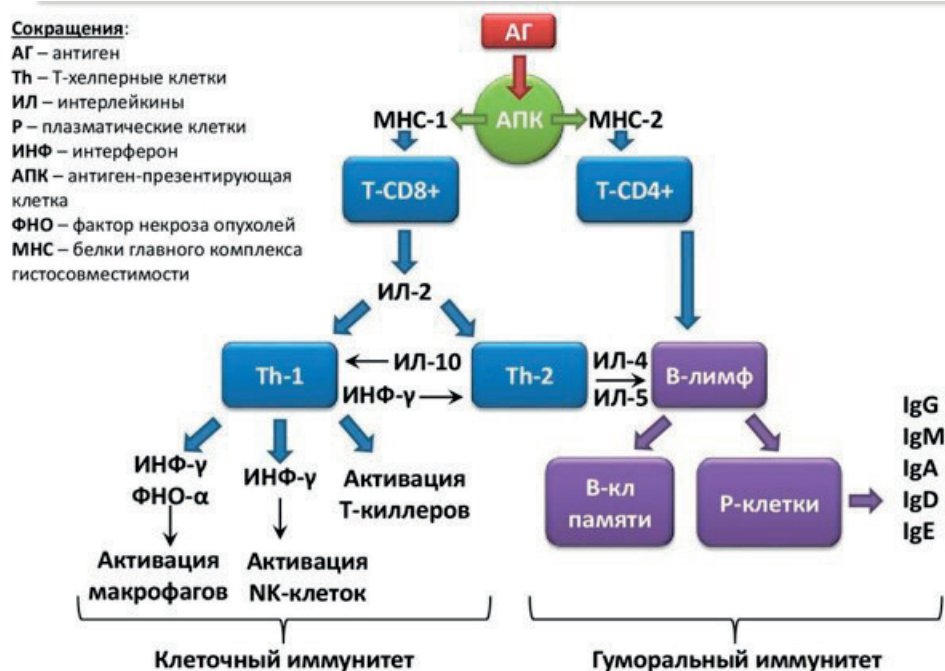 Сокращения:
АГ – антиген
Th – Т-хелперные клетки
ИЛ – интерлейкины
Р – плазматические клетки
ИНФ – интерферон
АПК – антиген-презентирующая
клетка
ФНО – фактор некроза опухолей
МНС – белки главного комплекса
гистосовместимости
АГ
МНС-1
АПК
МНС-2
Т-CD8+
Т-CD4+
ИЛ-2
Th-1
ИЛ-10
ИНФ-γ
Th-2
ИЛ-4
ИЛ-5
В-лимф
ИНФ-γ
ФНО-α
Активация
макрофагов
ИНФ-γ
Активация
NK-клеток
Активация
Т-киллеров
В-кл
памяти
Р-клетки
IgG
IgM
IgA
IgD
IgE
Клеточный иммунитет
Гуморальный иммунитет